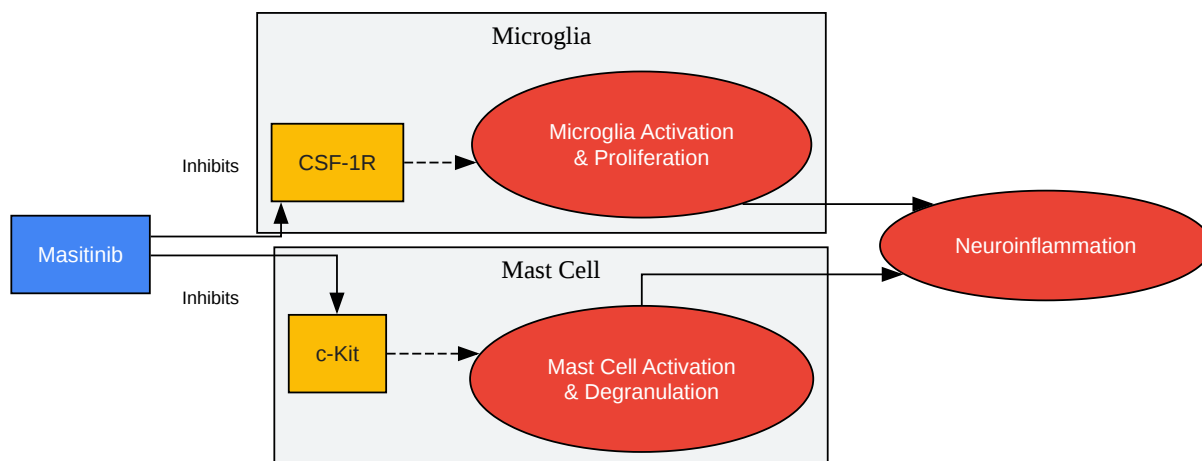 Microglia
Microglia Activation
& Proliferation
CSF-1R
Inhibits
Masitinib
Neuroinflammation
Mast Cell
Inhibits
c-Kit
Mast Cell Activation
& Degranulation